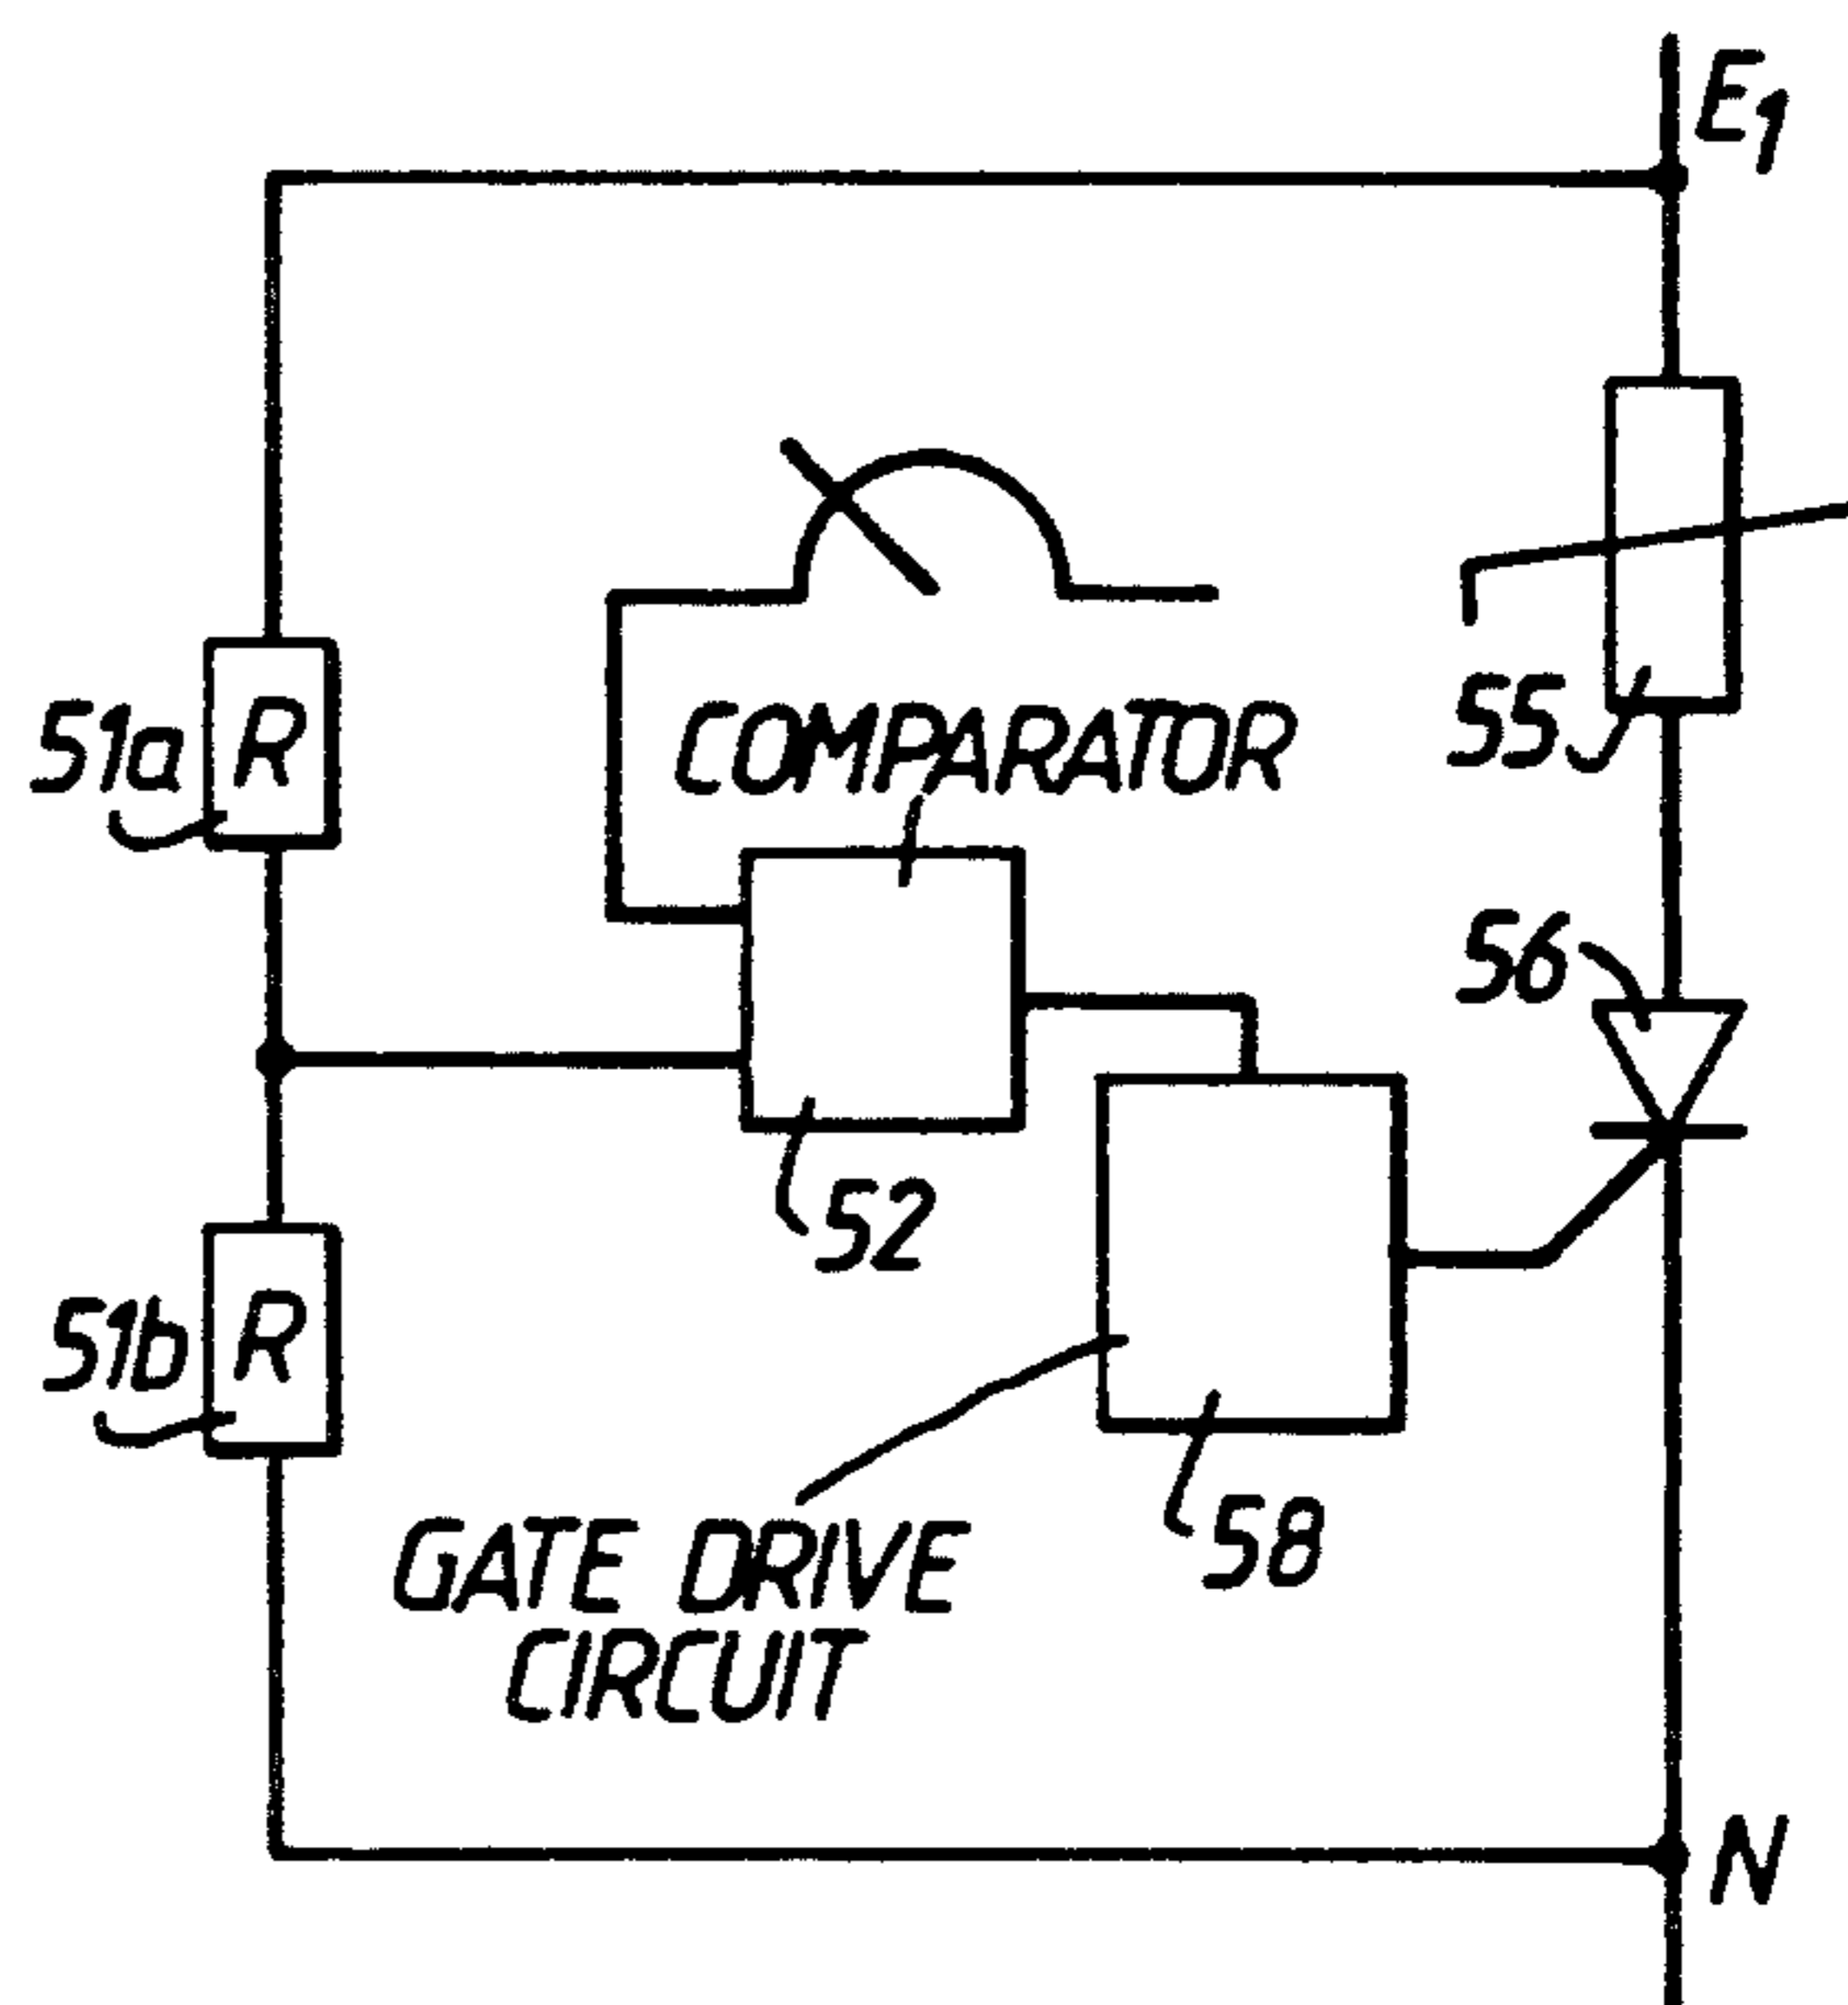 E1
51a
R
COMPARATOR
55
56
52
51b
R
58
GATE DRIVE
CIRCUIT
N